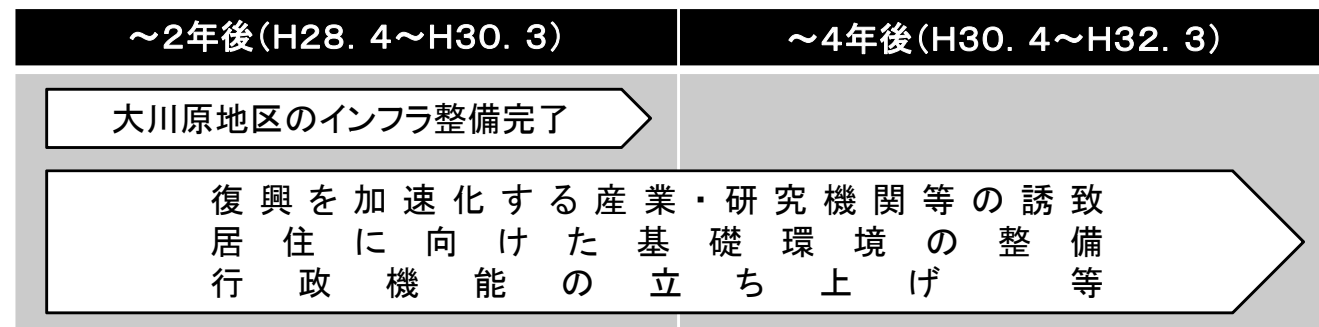 ～2年後(H28．4～H30．3)
～4年後(H30．4～H32．3)
大川原地区のインフラ整備完了
復興を加速化する産業・研究機関等の誘致
居住に向けた基礎環境の整備
行政機能の立ち上げ　等